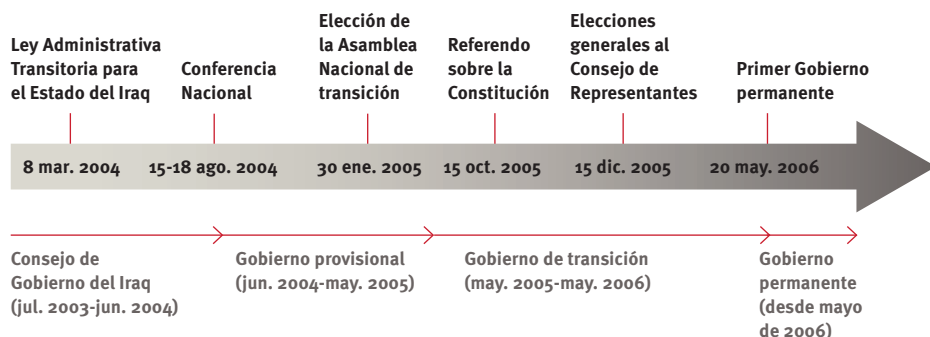 Ley Administrativa
Transitoria para
el Estado del Iraq
Conferencia
Nacional
Elección de
la Asamblea
Nacional de
transición
Referendo
sobre la
Constitución
Elecciones
generales al
Consejo de
Representantes
Primer Gobierno
permanente
8 mar. 2004
15-18 ago. 2004
30 ene. 2005
15 oct. 2005
15 dic. 2005
20 may. 2006
Consejo de
Gobierno del Iraq
(jul. 2003-jun. 2004)
Gobierno provisional
(jun. 2004-may. 2005)
Gobierno de transición
(may. 2005-may. 2006)
Gobierno
permanente
(desde mayo
de 2006)